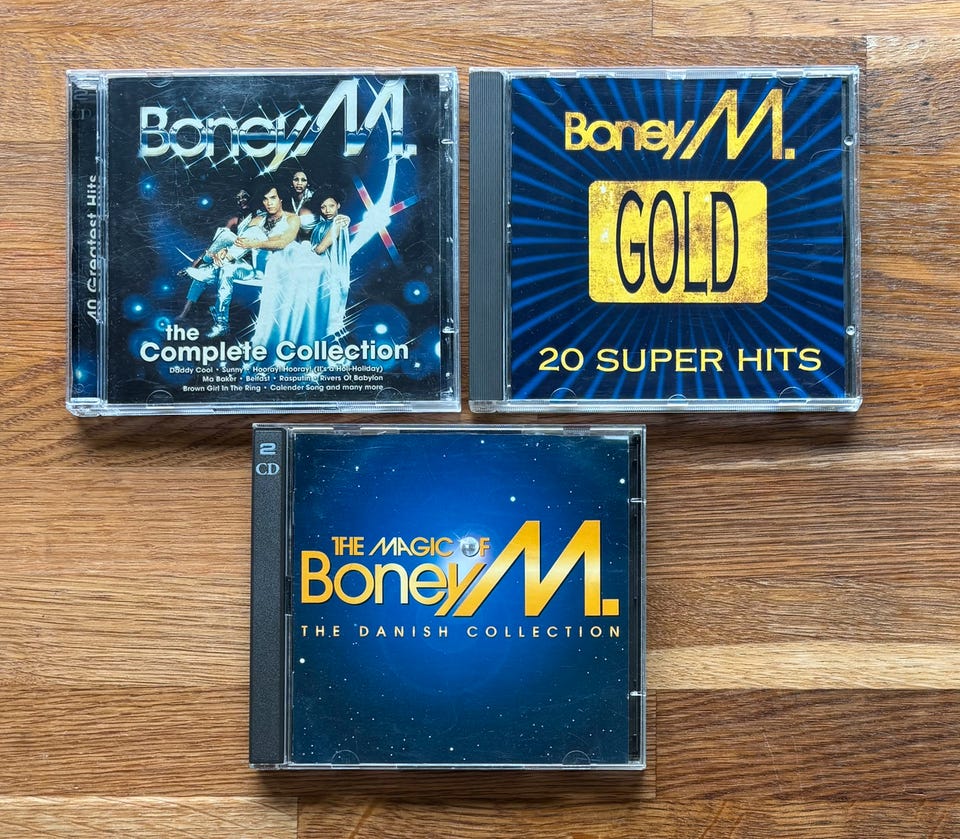 40 Greatest Hits
Boney M.
the
Complete Collection
Daddy Cool • Sunny • Hooray! Hooray! (It's a Holi-Holiday)
Ma Baker • Belfast • Rasputin • Rivers Of Babylon
Brown Girl In The Ring • Calender Song and many more
Boney M.
GOLD
20 SUPER HITS
2
CD
THE MAGIC OF
Boney M.
THE DANISH COLLECTION